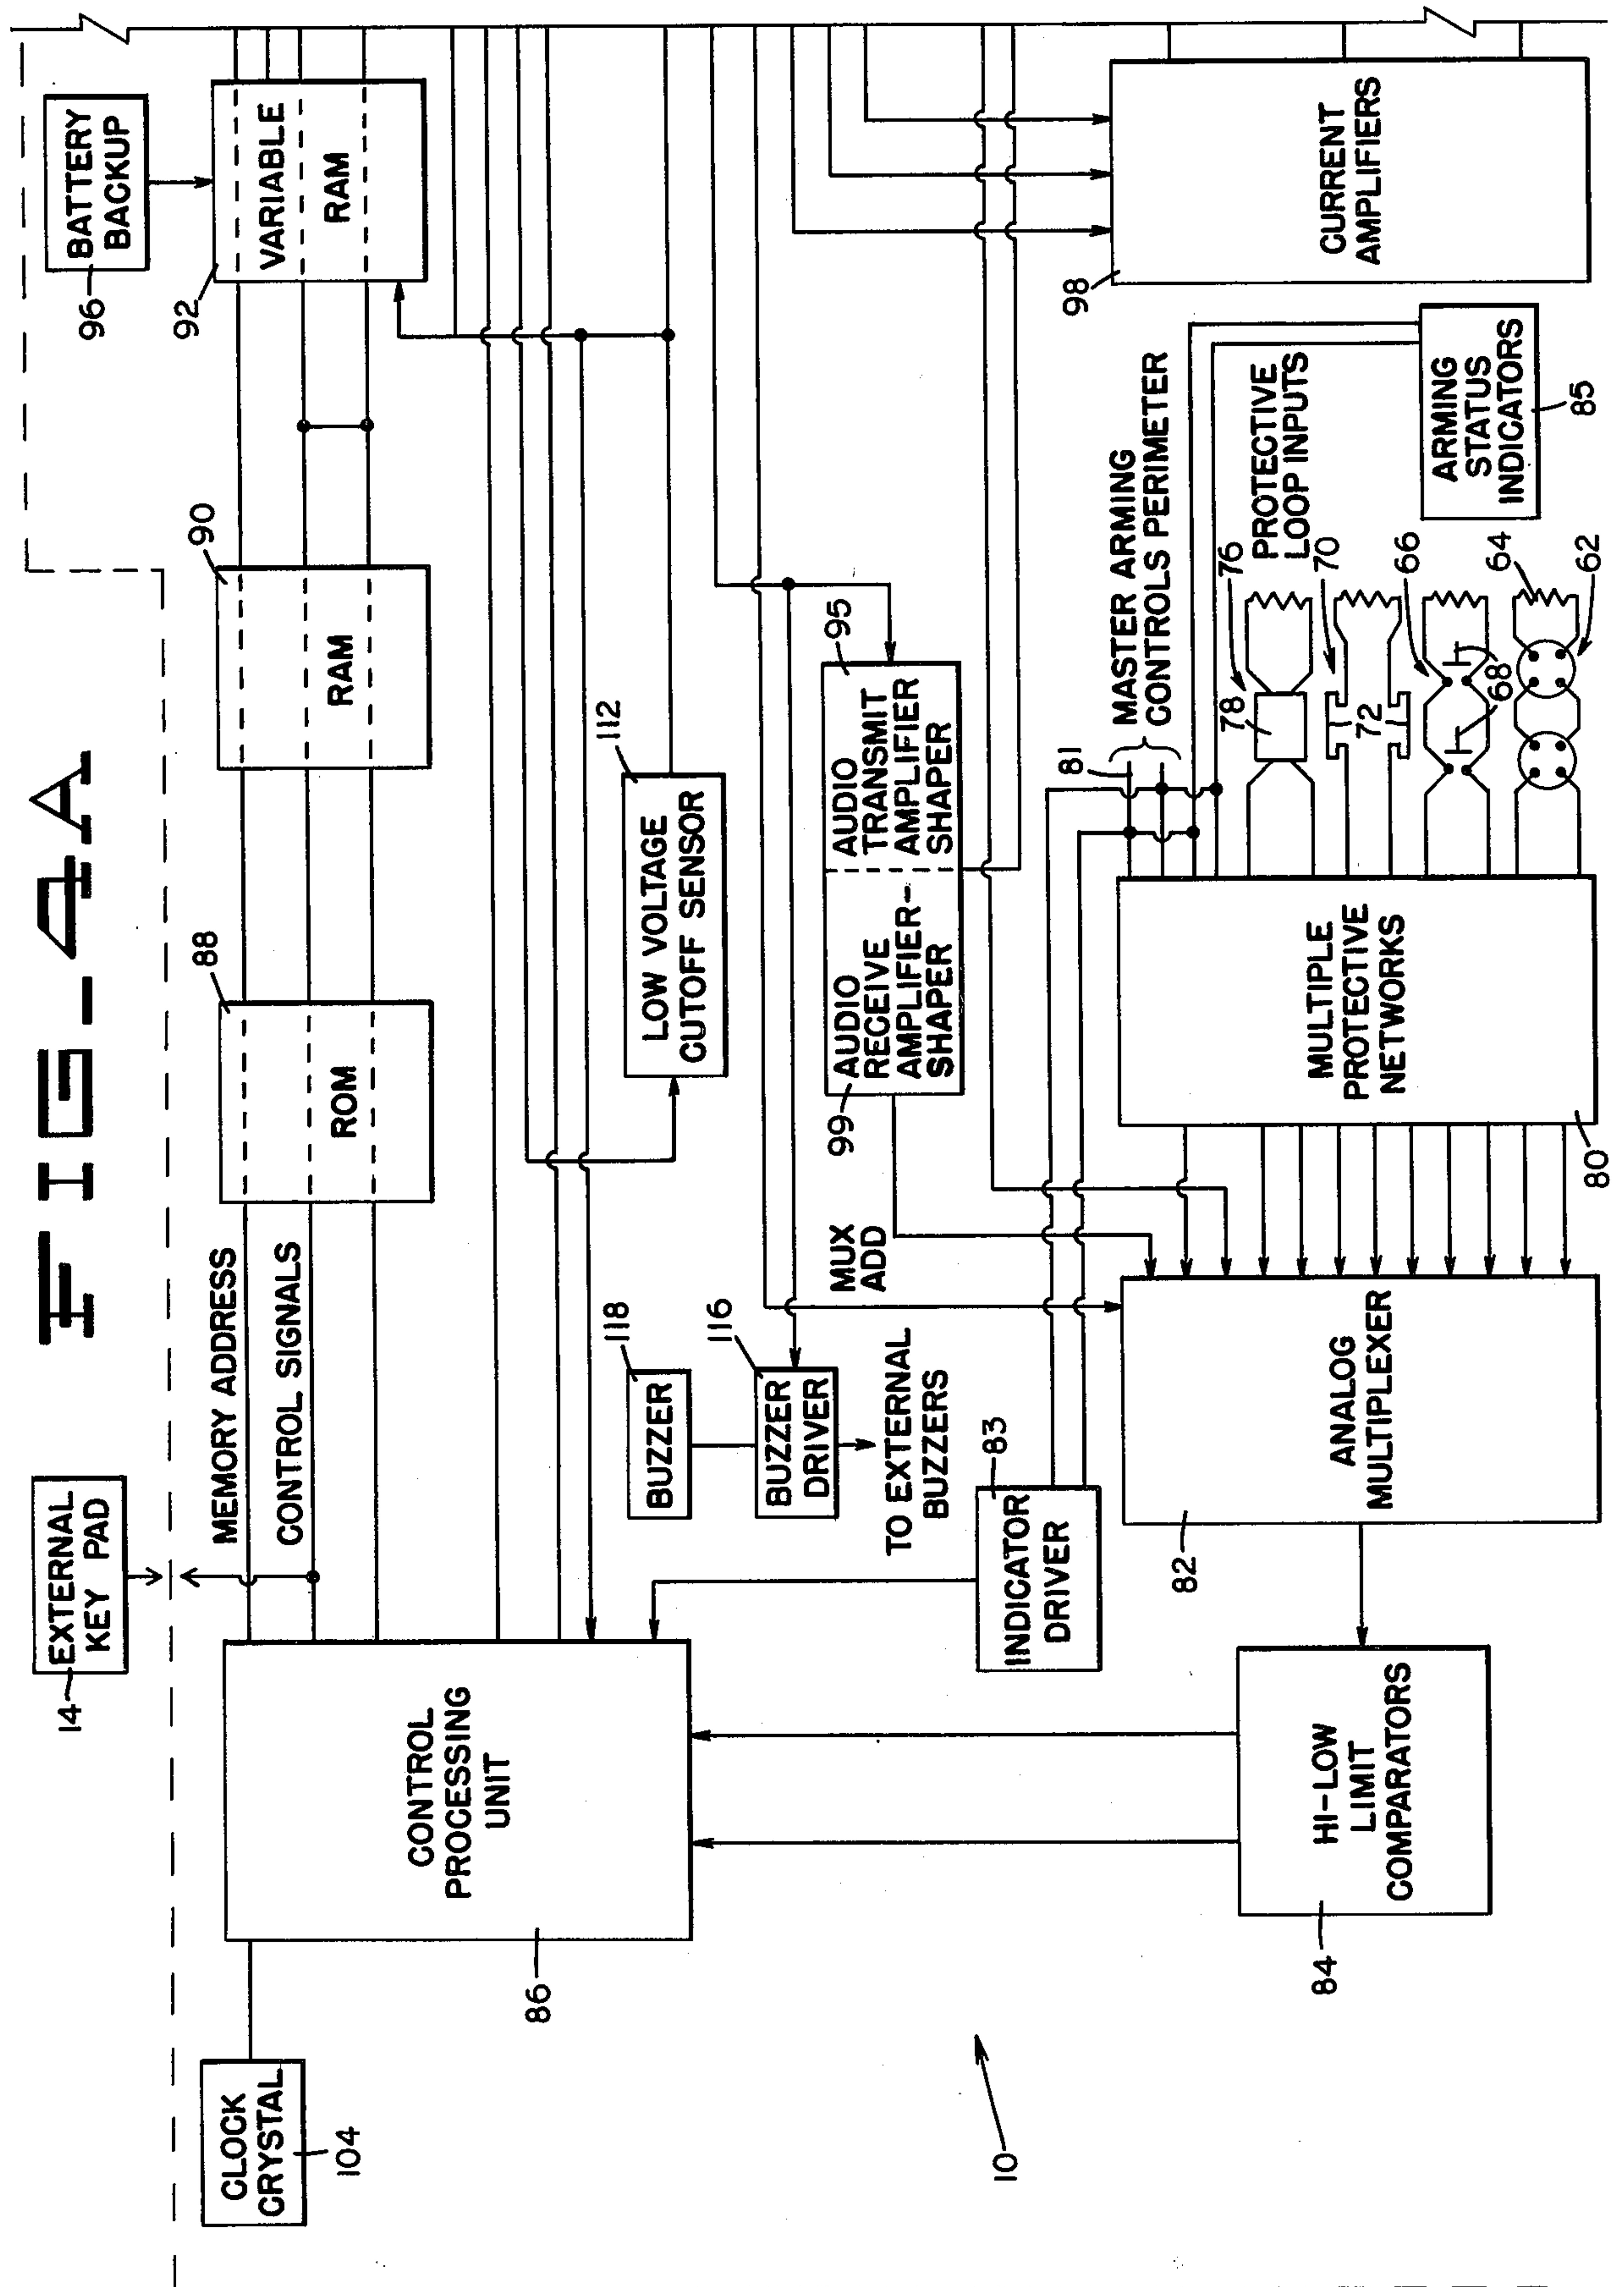 FIG-4A
14
EXTERNAL
KEY PAD
BATTERY
BACKUP
96
MEMORY ADDRESS
CONTROL SIGNALS
CLOCK
CRYSTAL
104
CONTROL
PROCESSING
UNIT
86
88
ROM
90
RAM
92
VARIABLE
RAM
118
BUZZER
116
BUZZER
DRIVER
TO EXTERNAL
BUZZERS
112
LOW VOLTAGE
CUTOFF SENSOR
99
AUDIO
RECEIVE
AMPLIFIER-
SHAPER
95
AUDIO
TRANSMIT
AMPLIFIER
SHAPER
MUX
ADD
83
INDICATOR
DRIVER
10
81
MASTER ARMING
CONTROLS PERIMETER
98
CURRENT
AMPLIFIERS
84
HI-LOW
LIMIT
COMPARATORS
82
ANALOG
MULTIPLEXER
80
MULTIPLE
PROTECTIVE
NETWORKS
76
78
PROTECTIVE
LOOP INPUTS
70
72
66
68
68
64
62
ARMING
STATUS
INDICATORS
85